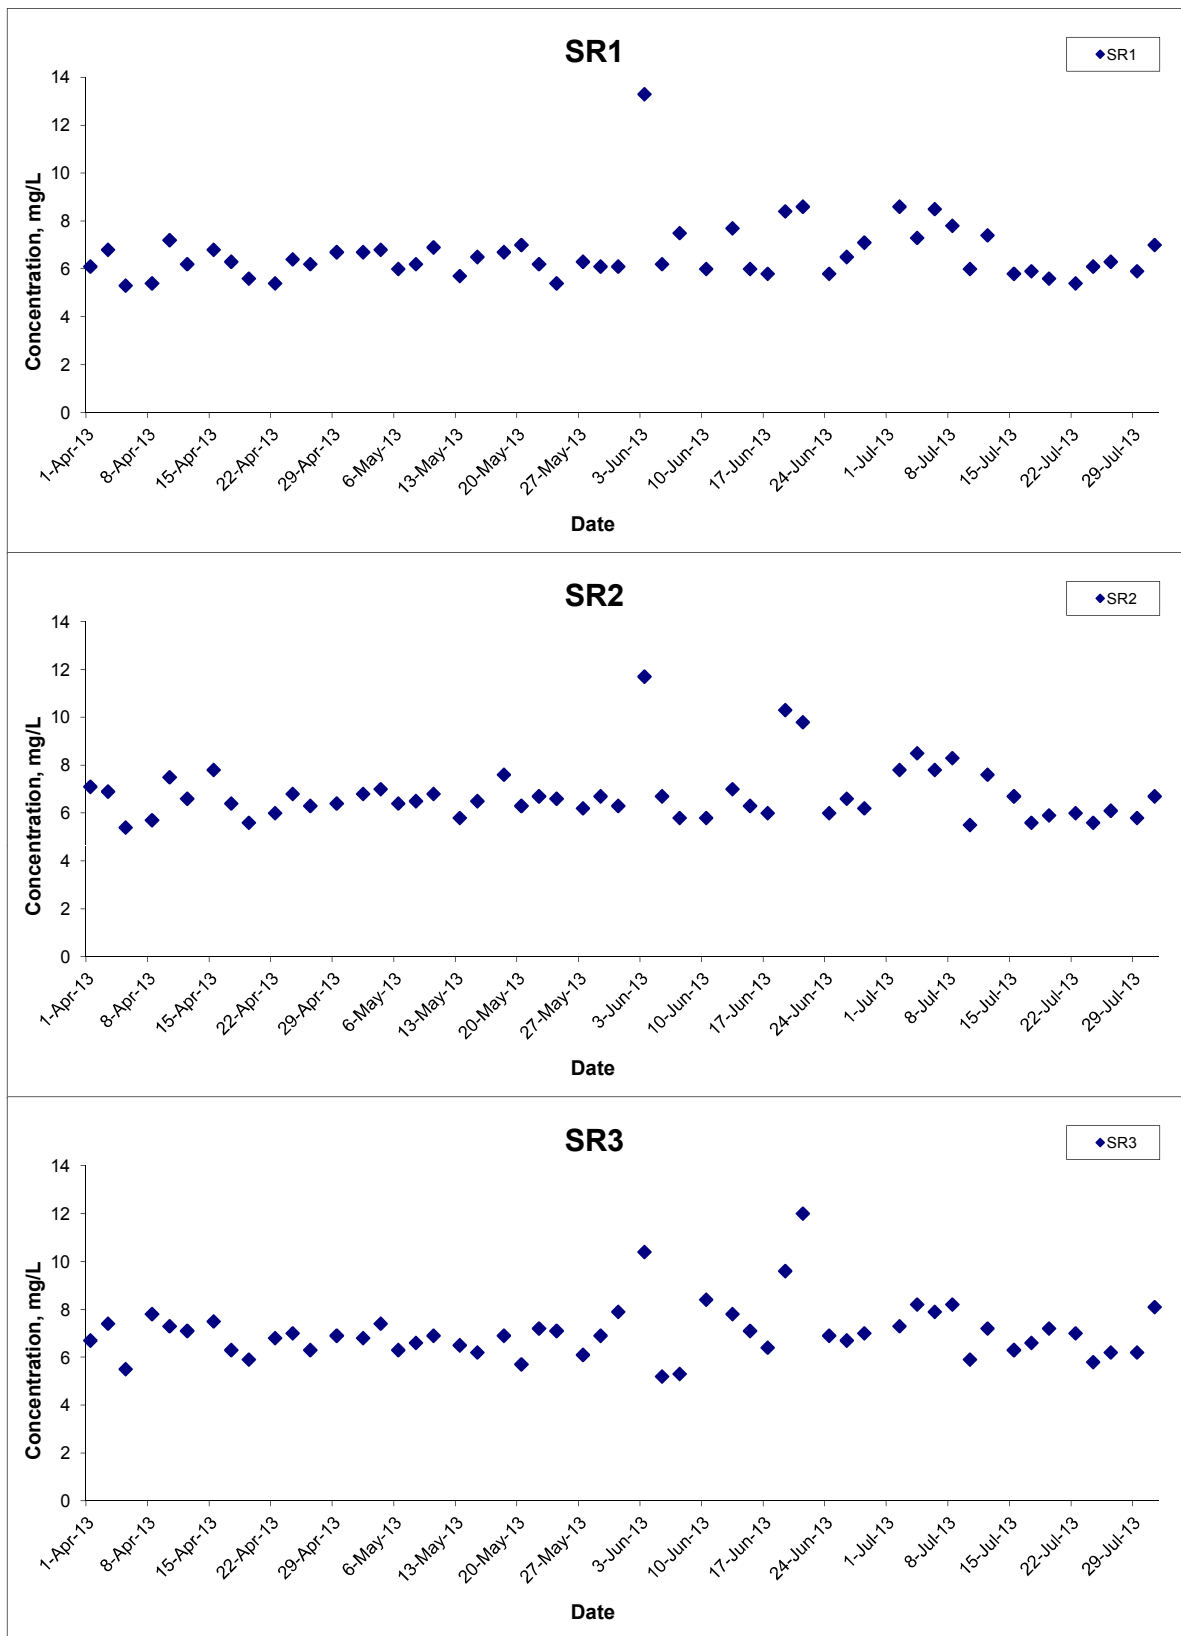 SR1
SR1
14
12
10
8
6
4
2
0
Concentration, mg/L
1-Apr-13
8-Apr-13
15-Apr-13
22-Apr-13
29-Apr-13
6-May-13
13-May-13
20-May-13
27-May-13
3-Jun-13
10-Jun-13
17-Jun-13
24-Jun-13
1-Jul-13
8-Jul-13
15-Jul-13
22-Jul-13
29-Jul-13
Date
SR2
SR2
14
12
10
8
6
4
2
0
Concentration, mg/L
1-Apr-13
8-Apr-13
15-Apr-13
22-Apr-13
29-Apr-13
6-May-13
13-May-13
20-May-13
27-May-13
3-Jun-13
10-Jun-13
17-Jun-13
24-Jun-13
1-Jul-13
8-Jul-13
15-Jul-13
22-Jul-13
29-Jul-13
Date
SR3
SR3
14
12
10
8
6
4
2
0
Concentration, mg/L
1-Apr-13
8-Apr-13
15-Apr-13
22-Apr-13
29-Apr-13
6-May-13
13-May-13
20-May-13
27-May-13
3-Jun-13
10-Jun-13
17-Jun-13
24-Jun-13
1-Jul-13
8-Jul-13
15-Jul-13
22-Jul-13
29-Jul-13
Date